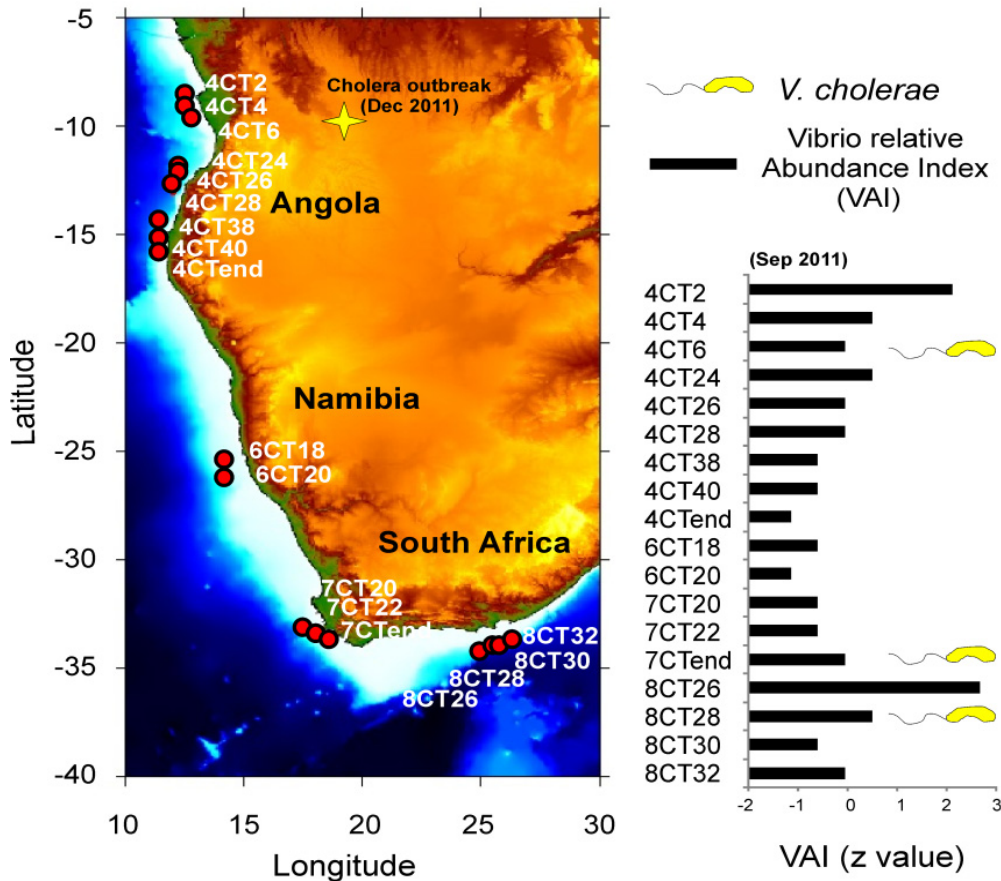 -5
-10
-15
-20
-25
-30
-35
-40
Latitude
10
15
20
25
30
Longitude
4CT2
4CT4
4CT6
4CT24
4CT26
4CT28
4CT38
4CT40
4CTend
Cholera outbreak
(Dec 2011)
Angola
Namibia
6CT18
6CT20
South Africa
7CT20
7CT22
7CTend
8CT32
8CT30
8CT28
8CT26
V. cholerae
Vibrio relative
Abundance Index
(VAI)
(Sep 2011)
4CT2
4CT4
4CT6
4CT24
4CT26
4CT28
4CT38
4CT40
4CTend
6CT18
6CT20
7CT20
7CT22
7CTend
8CT26
8CT28
8CT30
8CT32
-2
-1
0
1
2
3
VAI (z value)